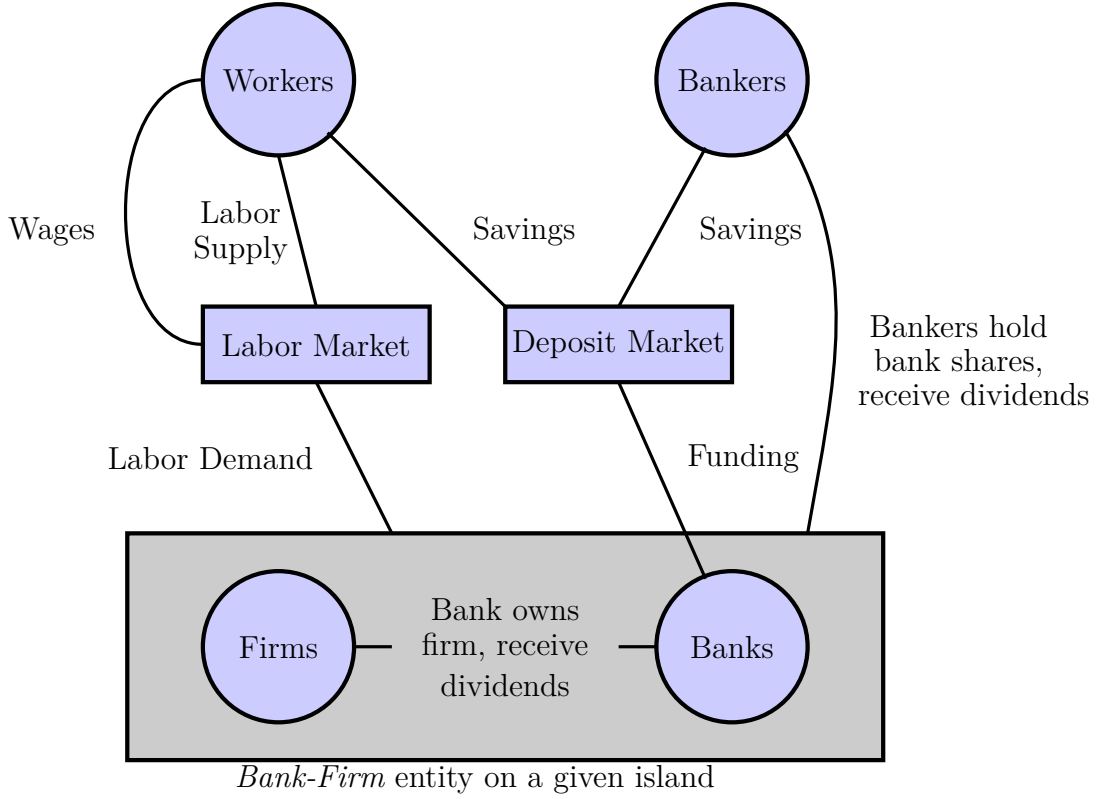 Workers
Bankers
Wages
Labor
Supply
Savings
Savings
Labor Market
Deposit Market
Bankers hold
bank shares,
receive dividends
Labor Demand
Funding
Firms
Bank owns
firm, receive
dividends
Banks
Bank-Firm entity on a given island